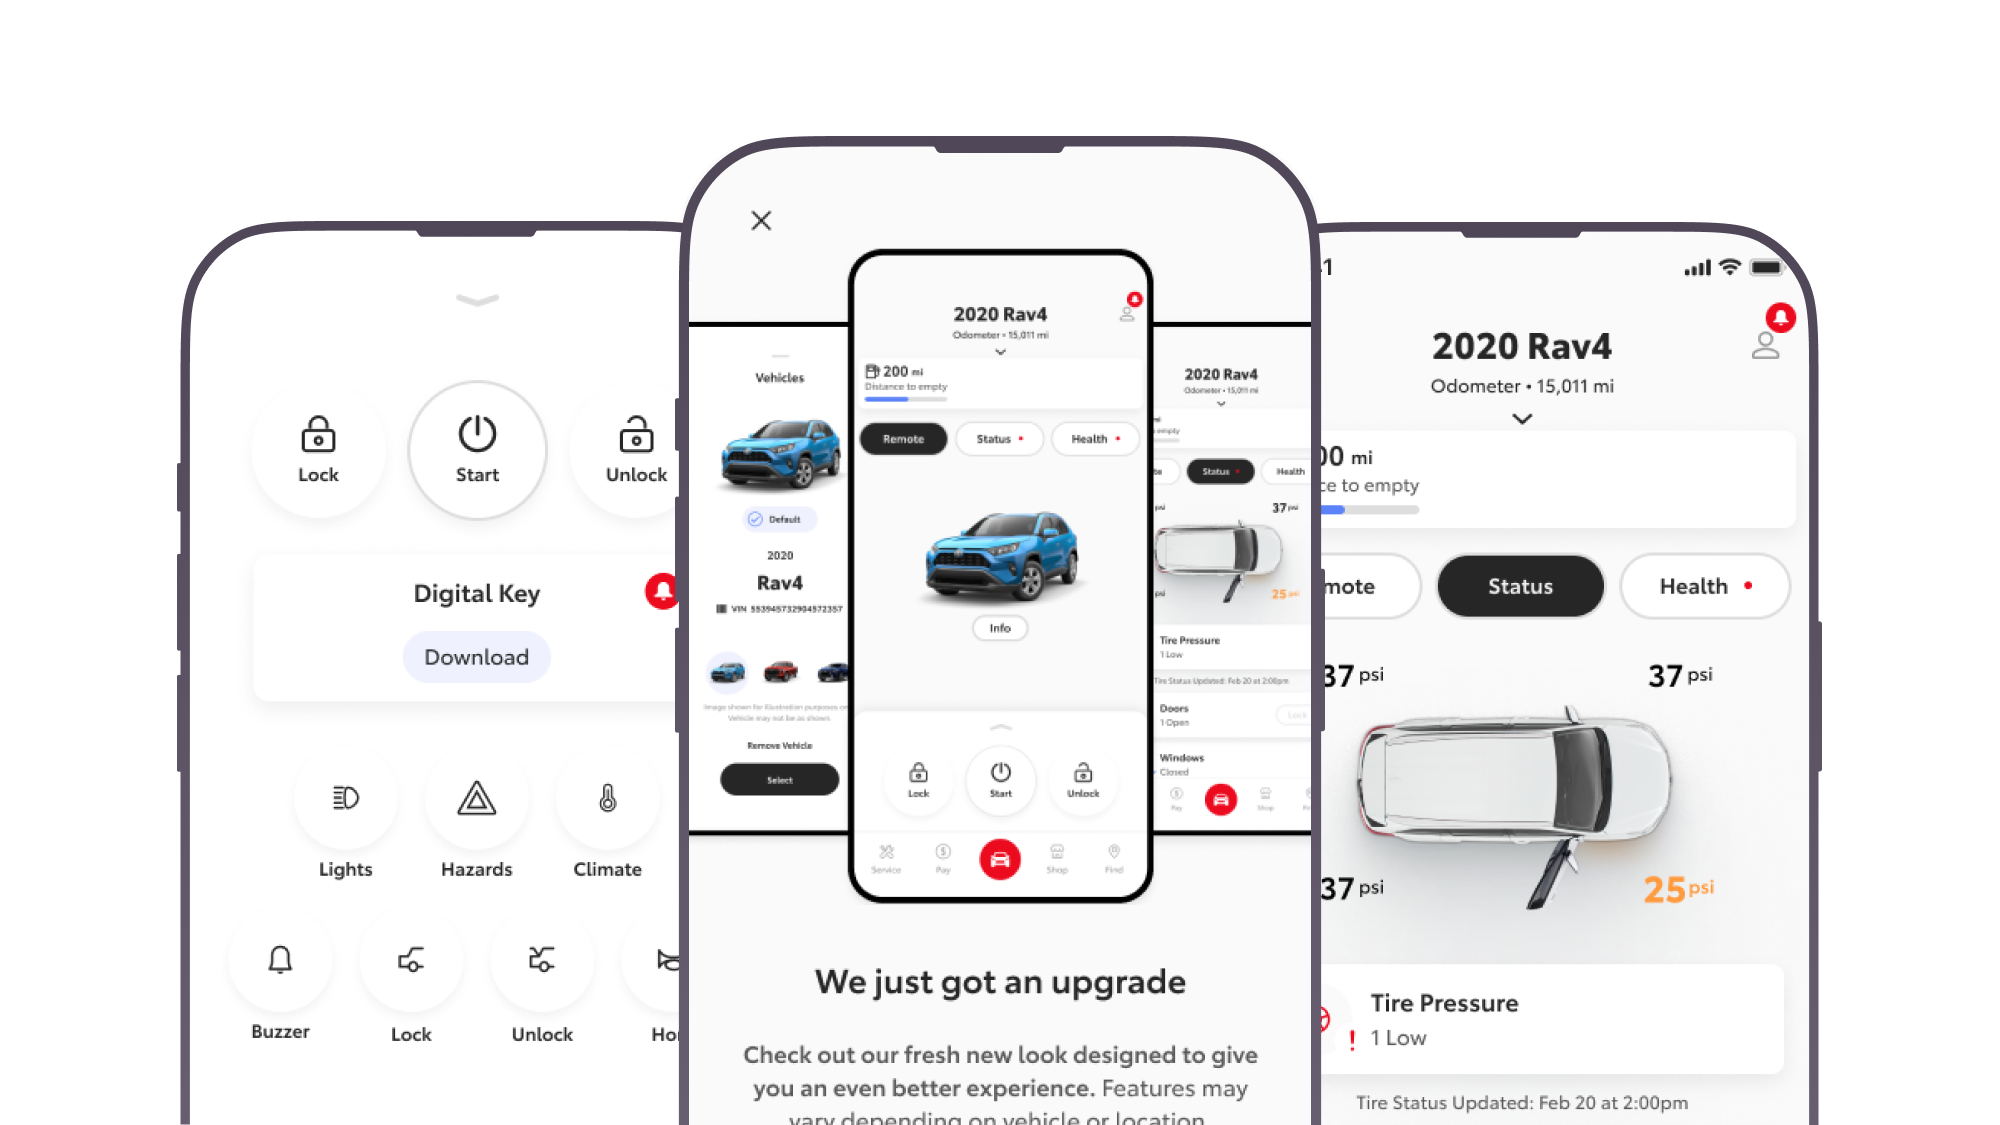 Lock
Start
Unlock
Digital Key
Download
Lights
Hazards
Climate
Buzzer
Lock
Unlock
Ho
Vehicles
Default
2020
Rav4
VIN 553945732904572357
Image shown for illustration purposes on
Vehicle may not be as shown
Remove Vehicle
Select
2020 Rav4
Odometer • 15,011 mi
200 mi
Distance to empty
Remote
Status •
Health •
Info
Lock
Start
Unlock
Service
Pay
Shop
Find
2020 Rav4
Odometer • 15,011 mi
mi
empty
Status •
Health
psi
37 psi
psi
25 psi
Tire Pressure
1 Low
Tire Status Updated: Feb 20 at 2:00pm
Doors
1 Open
Lock
Windows
Closed
Pay
Shop
We just got an upgrade
Check out our fresh new look designed to give
you an even better experience. Features may
vary depending on vehicle or location.
2020 Rav4
Odometer • 15,011 mi
00 mi
ce to empty
mote
Status
Health •
37 psi
37 psi
37 psi
25 psi
Tire Pressure
! 1 Low
Tire Status Updated: Feb 20 at 2:00pm